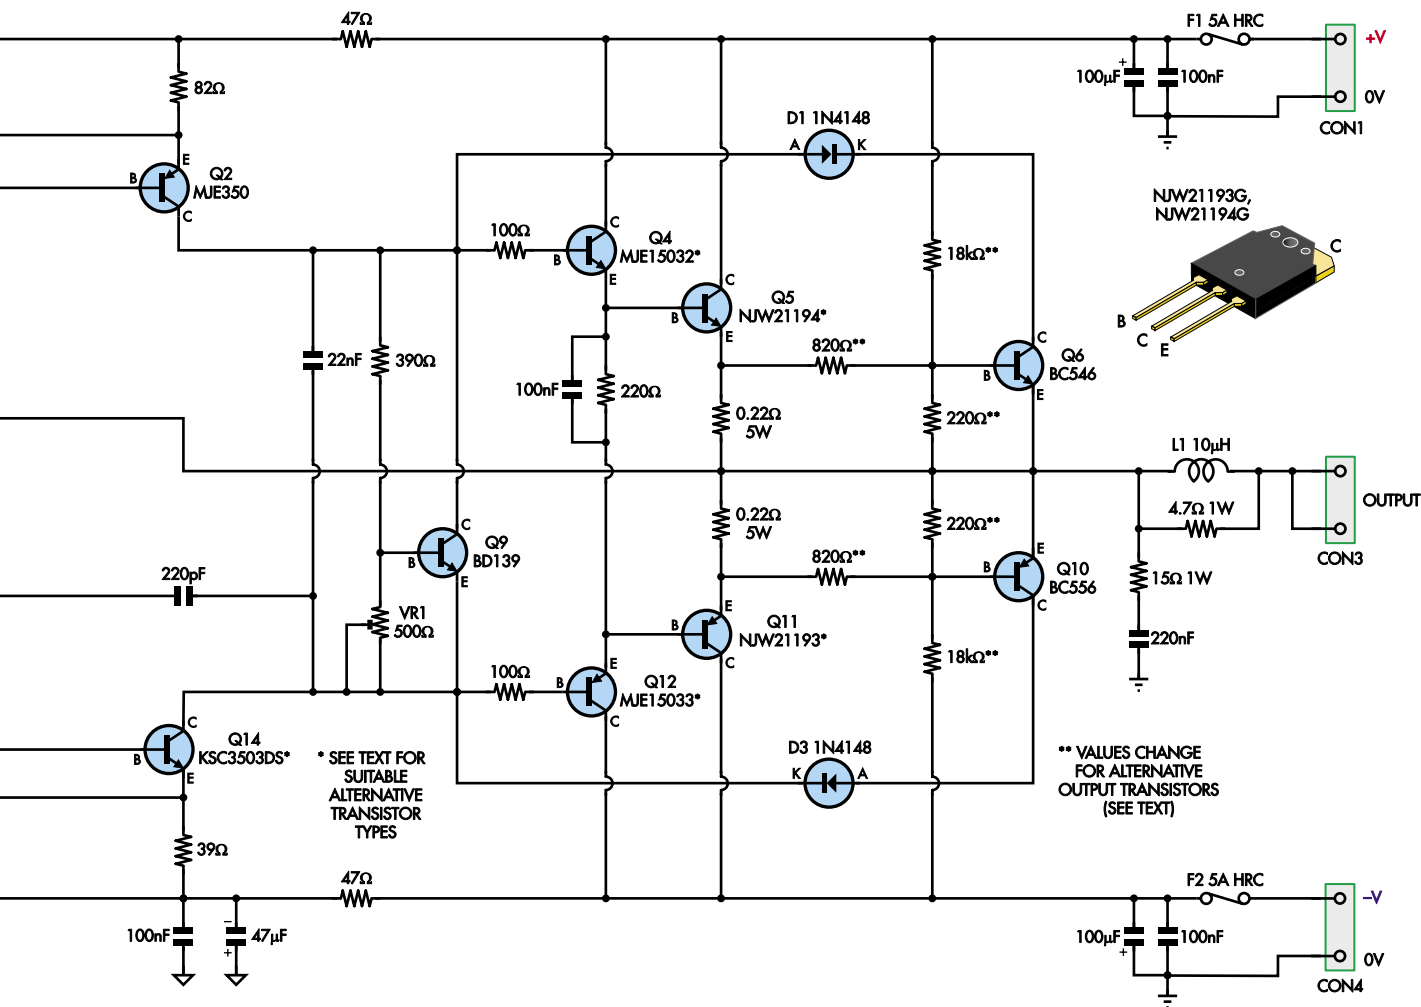 47Ω
F1 5A HRC
+V
82Ω
+
100µF
100nF
0V
CON1
D1 1N4148
A
K
E
B
Q2
MJE350
C
NJW21193G,
NJW21194G
C
B
C
E
100Ω
C
Q4
MJE15032*
B
E
18kΩ**
C
Q5
NJW21194*
B
E
22nF
390Ω
820Ω**
C
Q6
BC546
B
E
100nF
220Ω
0.22Ω
5W
220Ω**
L1 10µH
OUTPUT
4.7Ω 1W
CON3
C
Q9
BD139
B
E
0.22Ω
5W
220Ω**
820Ω**
E
Q10
BC556
B
C
15Ω 1W
220pF
VR1
500Ω
E
Q11
NJW21193*
B
C
220nF
18kΩ**
100Ω
E
Q12
MJE15033*
B
C
C
Q14
KSC3503DS*
B
E
* SEE TEXT FOR
SUITABLE
ALTERNATIVE
TRANSISTOR
TYPES
D3 1N4148
K
A
** VALUES CHANGE
FOR ALTERNATIVE
OUTPUT TRANSISTORS
(SEE TEXT)
39Ω
47Ω
F2 5A HRC
–V
100nF
–
+
47µF
100µF
+
100nF
0V
CON4